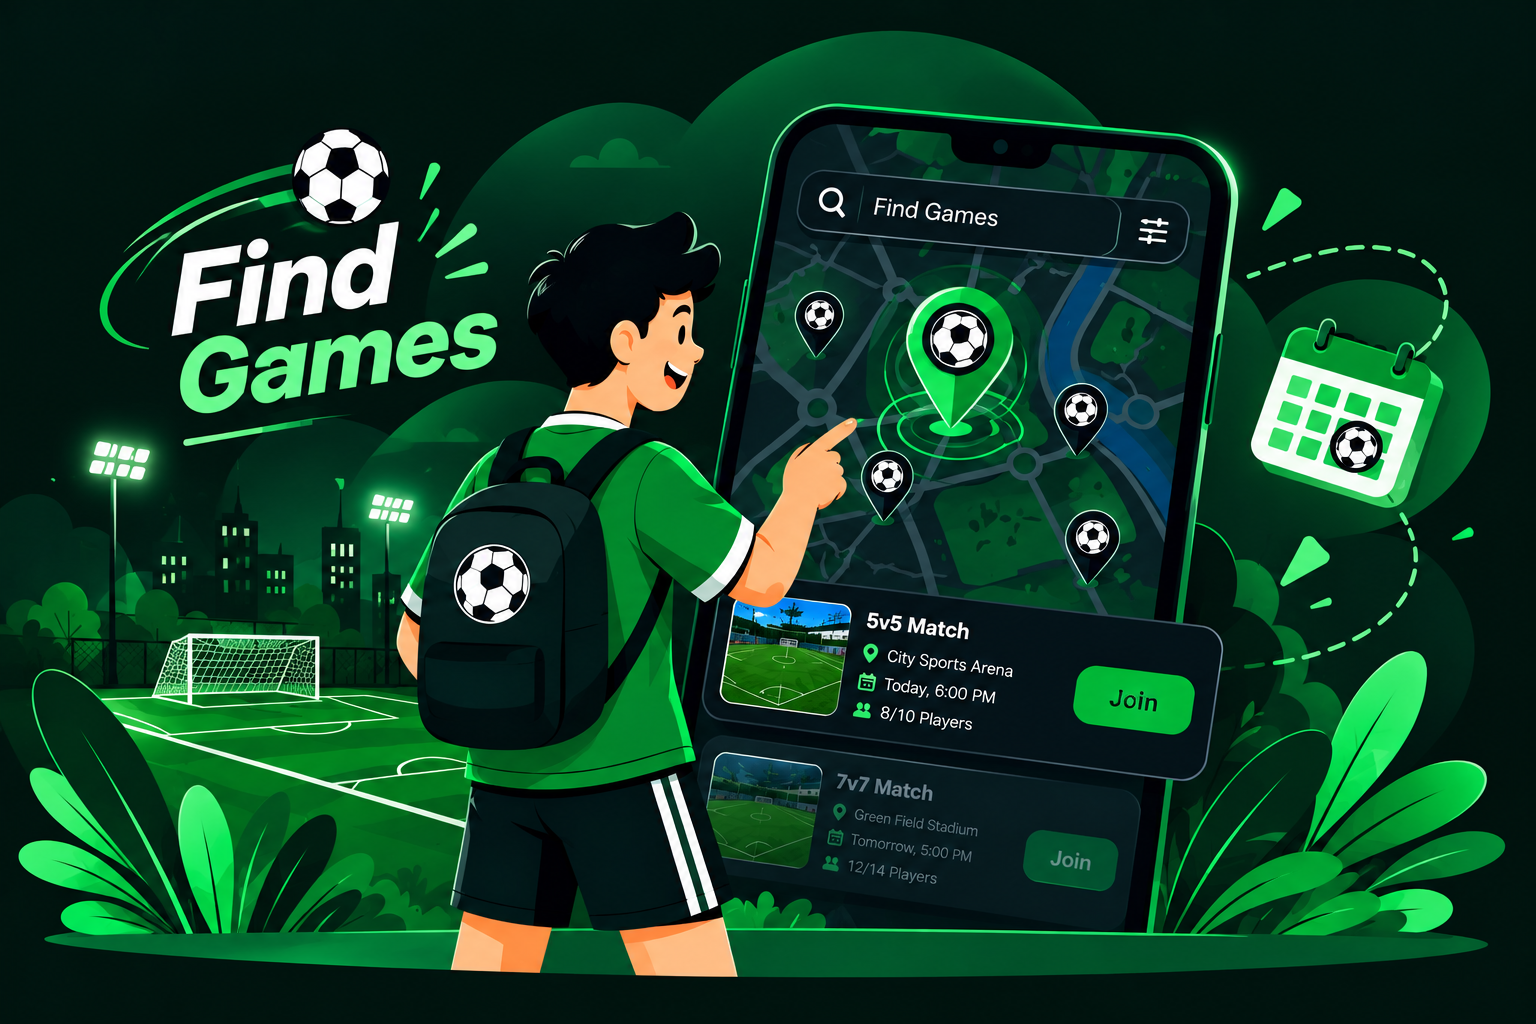 Find
Games
Find Games
5v5 Match
City Sports Arena
Today, 6:00 PM
8/10 Players
Join
7v7 Match
Green Field Stadium
Tomorrow, 5:00 PM
12/14 Players
Join